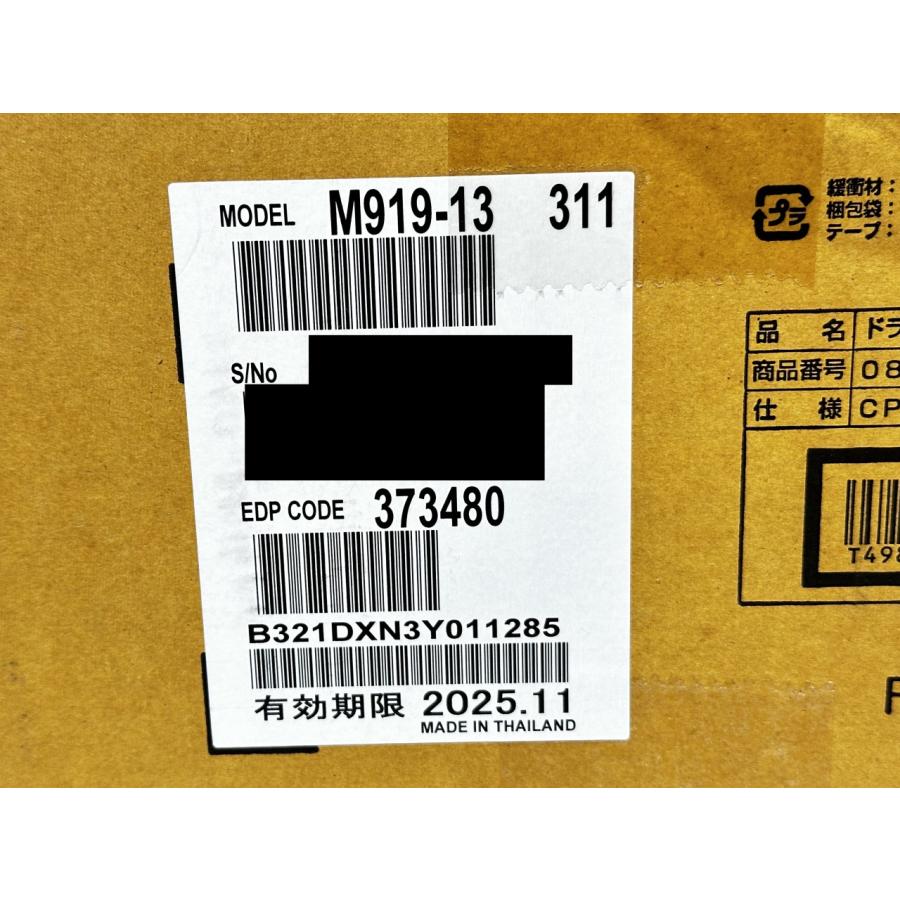 MODEL M919-13 311
S/No
EDP CODE 373480
B321DXN3Y011285
有効期限 2025.11
MADE IN THAILAND
プラ
緩衝材:
梱包袋:
テープ:
品名 ドラ
商品番号 08
仕様 CP
T498